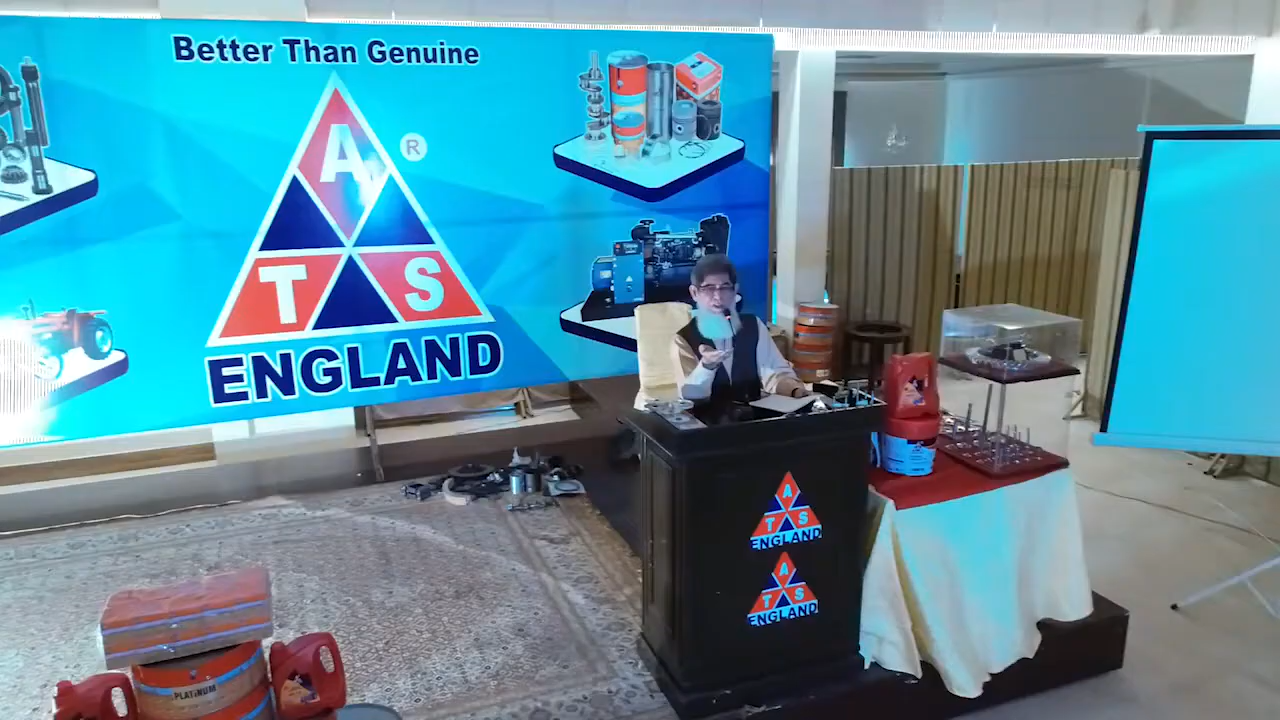 Better Than Genuine
A
®
T S
ENGLAND
A
T S
ENGLAND
A
T S
ENGLAND
PLATINUM